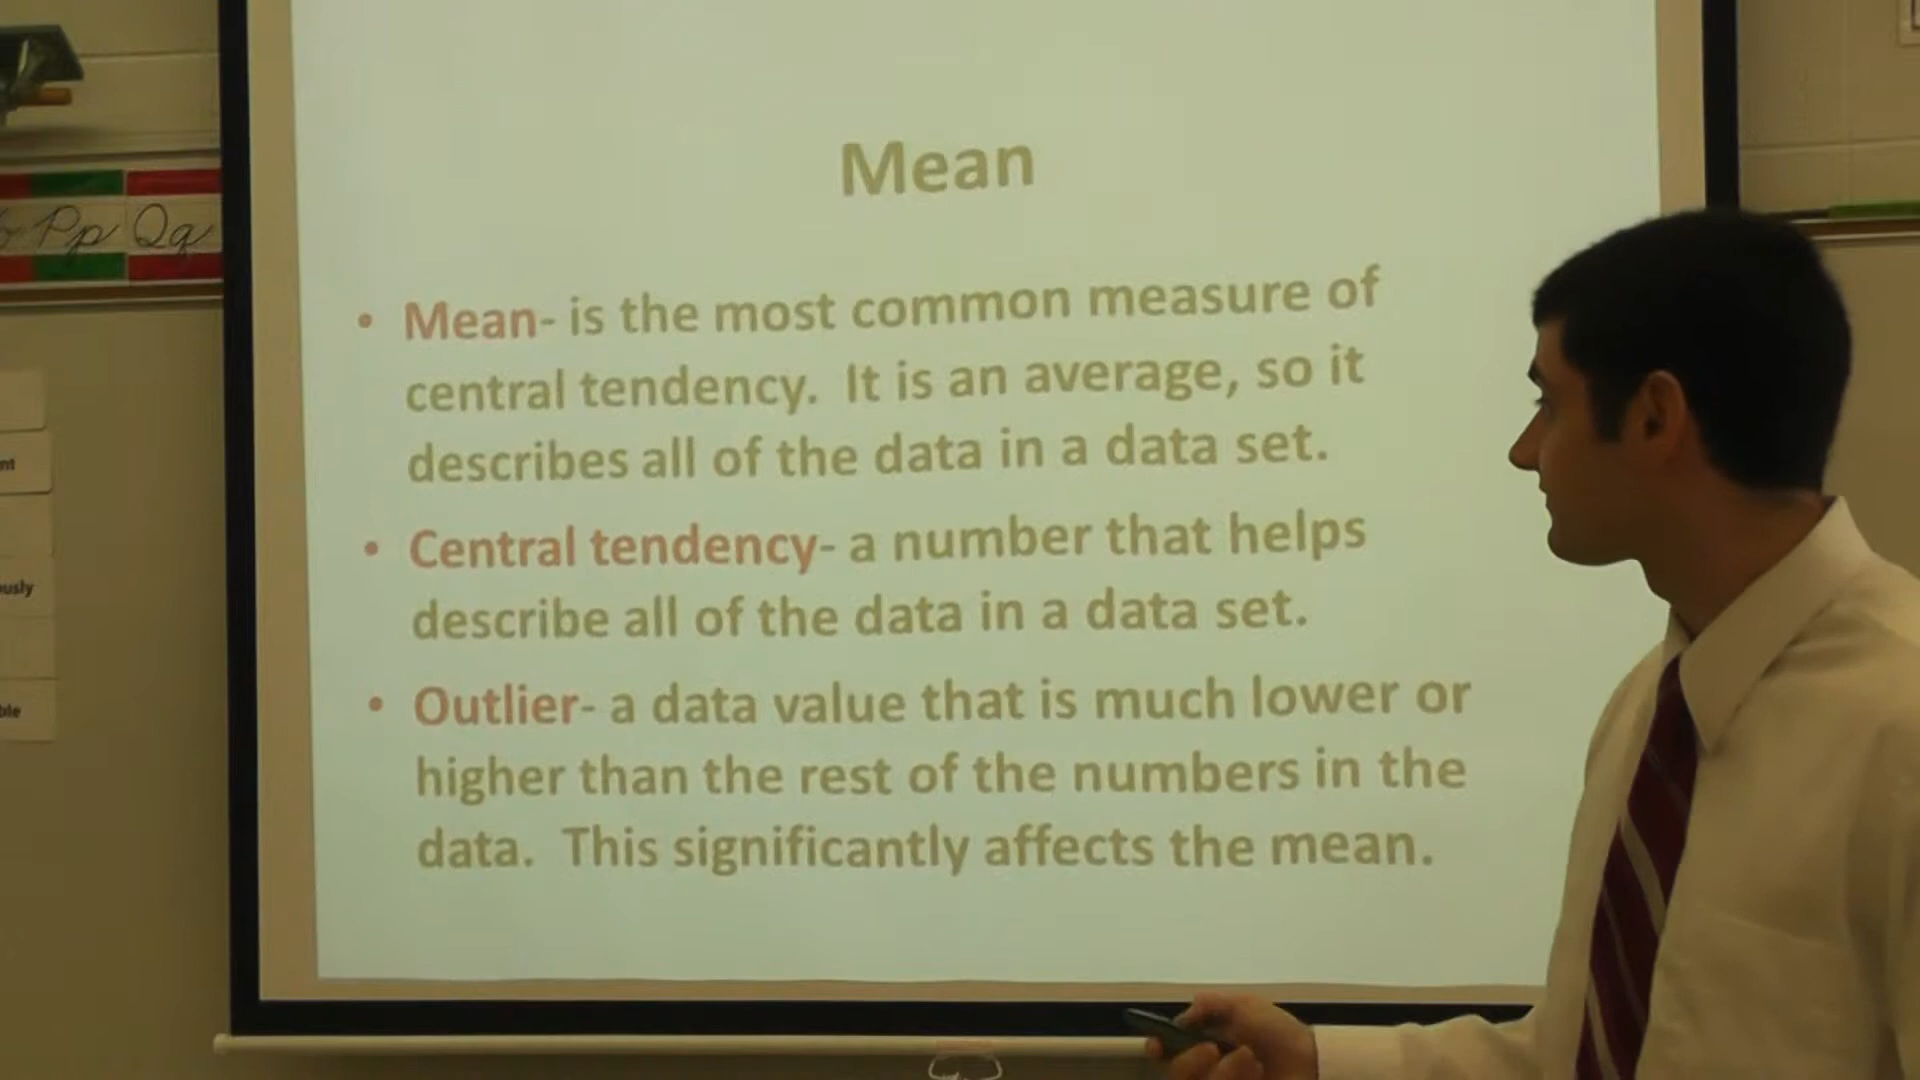 Mean
• Mean- is the most common measure of
central tendency. It is an average, so it
describes all of the data in a data set.
• Central tendency- a number that helps
describe all of the data in a data set.
• Outlier- a data value that is much lower or
higher than the rest of the numbers in the
data. This significantly affects the mean.
Pp Qq